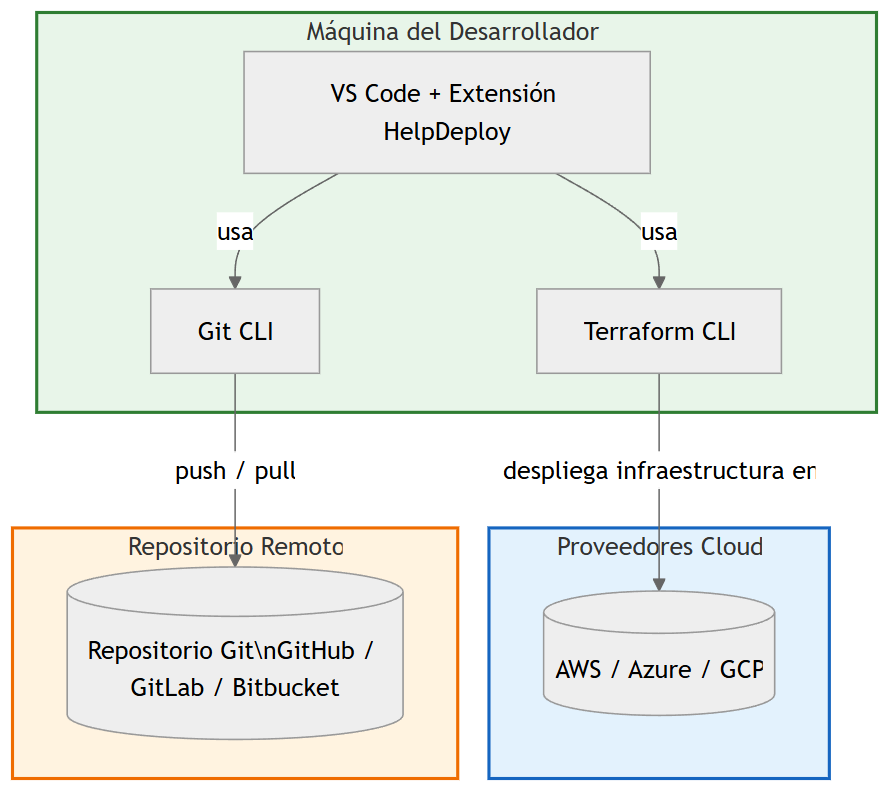 Máquina del Desarrollador
VS Code + Extensión
HelpDeploy
usa
usa
Git CLI
Terraform CLI
push / pull
despliega infraestructura en
Repositorio Remoto
Proveedores Cloud
Repositorio Git\nGitHub /
GitLab / Bitbucket
AWS / Azure / GCP